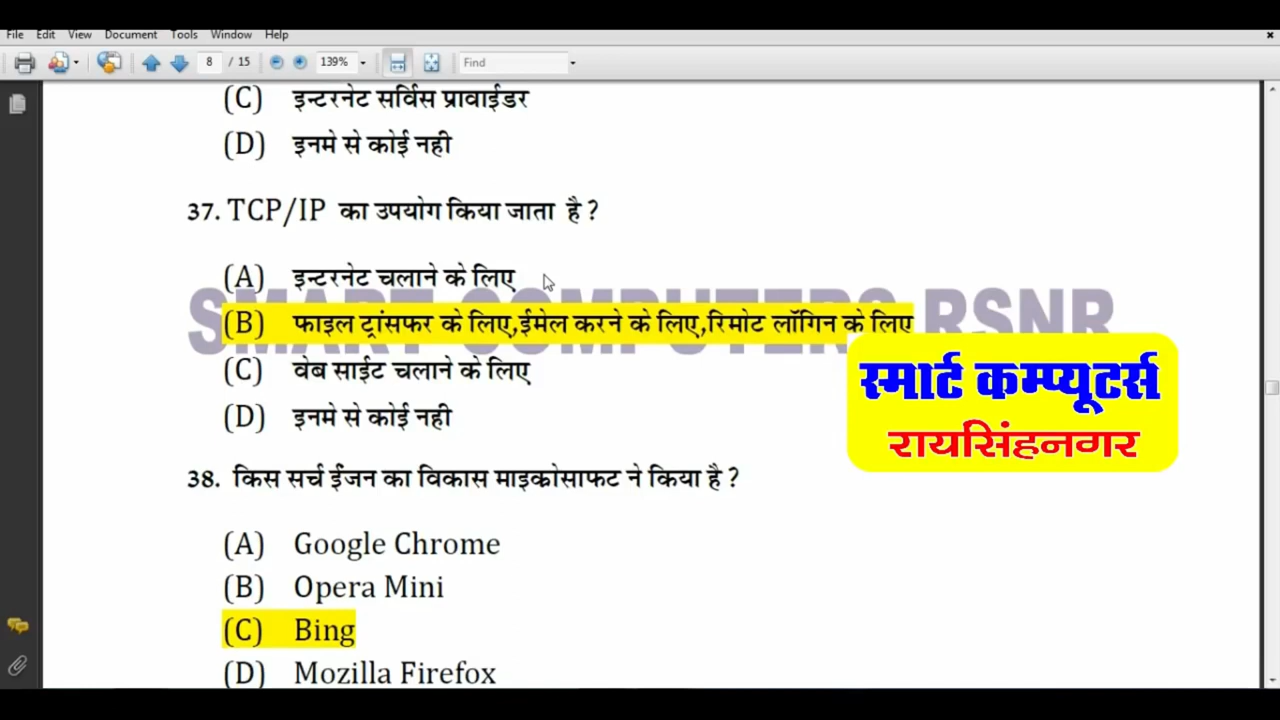 File Edit View Document Tools Window Help
8 / 15 139% Find
(C) इन्टरनेट सर्विस प्रावाईडर
(D) इनमे से कोई नही
37. TCP/IP का उपयोग किया जाता है ?
(A) इन्टरनेट चलाने के लिए
SMART COMPUTERS RSNR
(B) फाइल ट्रांसफर के लिए,ईमेल करने के लिए,रिमोट लॉगिन के लिए
(C) वेब साईट चलाने के लिए
(D) इनमे से कोई नही
स्मार्ट कम्प्यूटर्स
रायसिंहनगर
38. किस सर्च ईंजन का विकास माइक्रोसाफट ने किया है ?
(A) Google Chrome
(B) Opera Mini
(C) Bing
(D) Mozilla Firefox